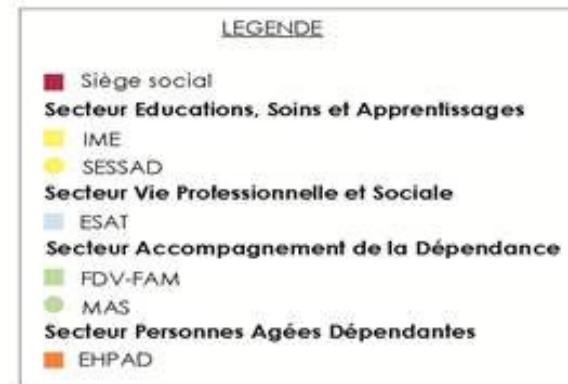 LEGENDE
Siège social
Secteur Educations, Soins et Apprentissages
IME
SESSAD
Secteur Vie Professionnelle et Sociale
ESAT
Secteur Accompagnement de la Dépendance
FDV-FAM
MAS
Secteur Personnes Agées Dépendantes
EHPAD